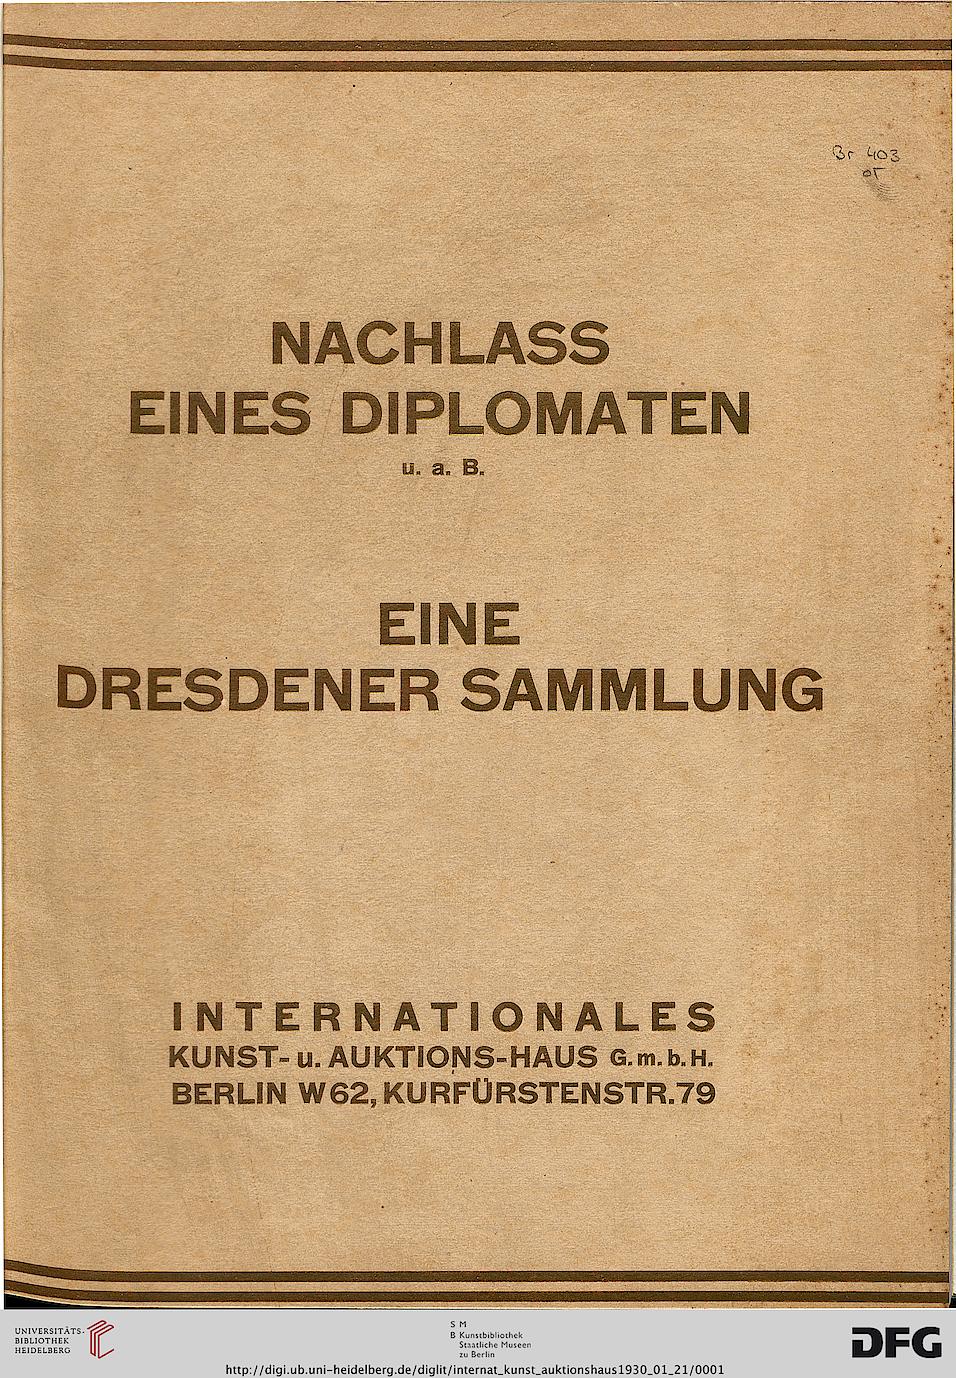 Br 403
NACHLASS
EINES DIPLOMATEN
u. a. B.
EINE
DRESDENER SAMMLUNG
INTERNATIONALES
KUNST- u. AUKTIONS-HAUS G. m. b. H.
BERLIN W 62, KURFÜRSTENSTR. 79
UNIVERSITÄTS-
BIBLIOTHEK
HEIDELBERG
S M
B Kunstbibliothek
Staatliche Museen
zu Berlin
DFG
http://digi.ub.uni-heidelberg.de/diglit/internat_kunst_auktionshaus1930_01_21/0001